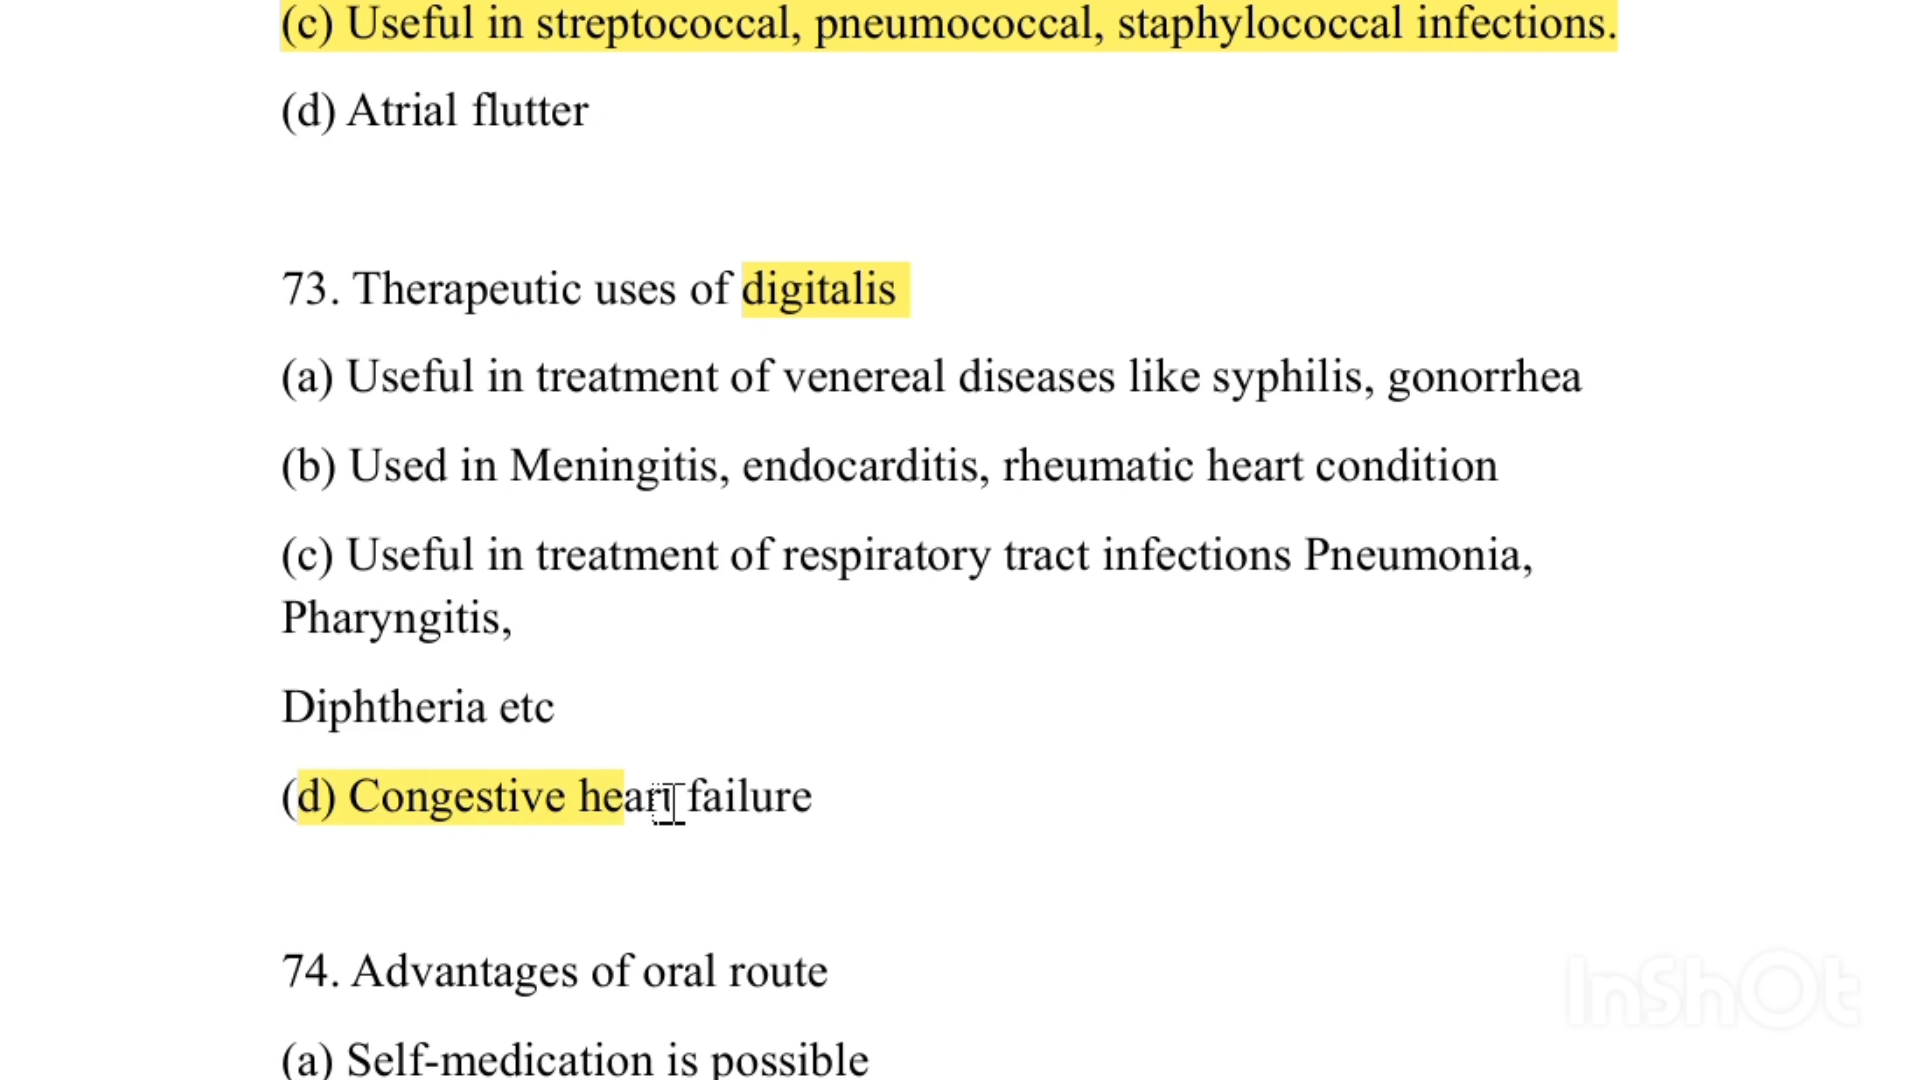 (c) Useful in streptococcal, pneumococcal, staphylococcal infections.
(d) Atrial flutter
73. Therapeutic uses of digitalis
(a) Useful in treatment of venereal diseases like syphilis, gonorrhea
(b) Used in Meningitis, endocarditis, rheumatic heart condition
(c) Useful in treatment of respiratory tract infections Pneumonia,
Pharyngitis,
Diphtheria etc
(d) Congestive heart failure
74. Advantages of oral route
(a) Self-medication is possible
InShOt